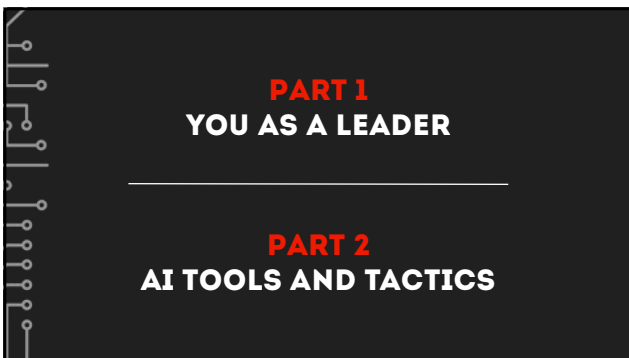 PART 1
YOU AS A LEADER
PART 2
AI TOOLS AND TACTICS